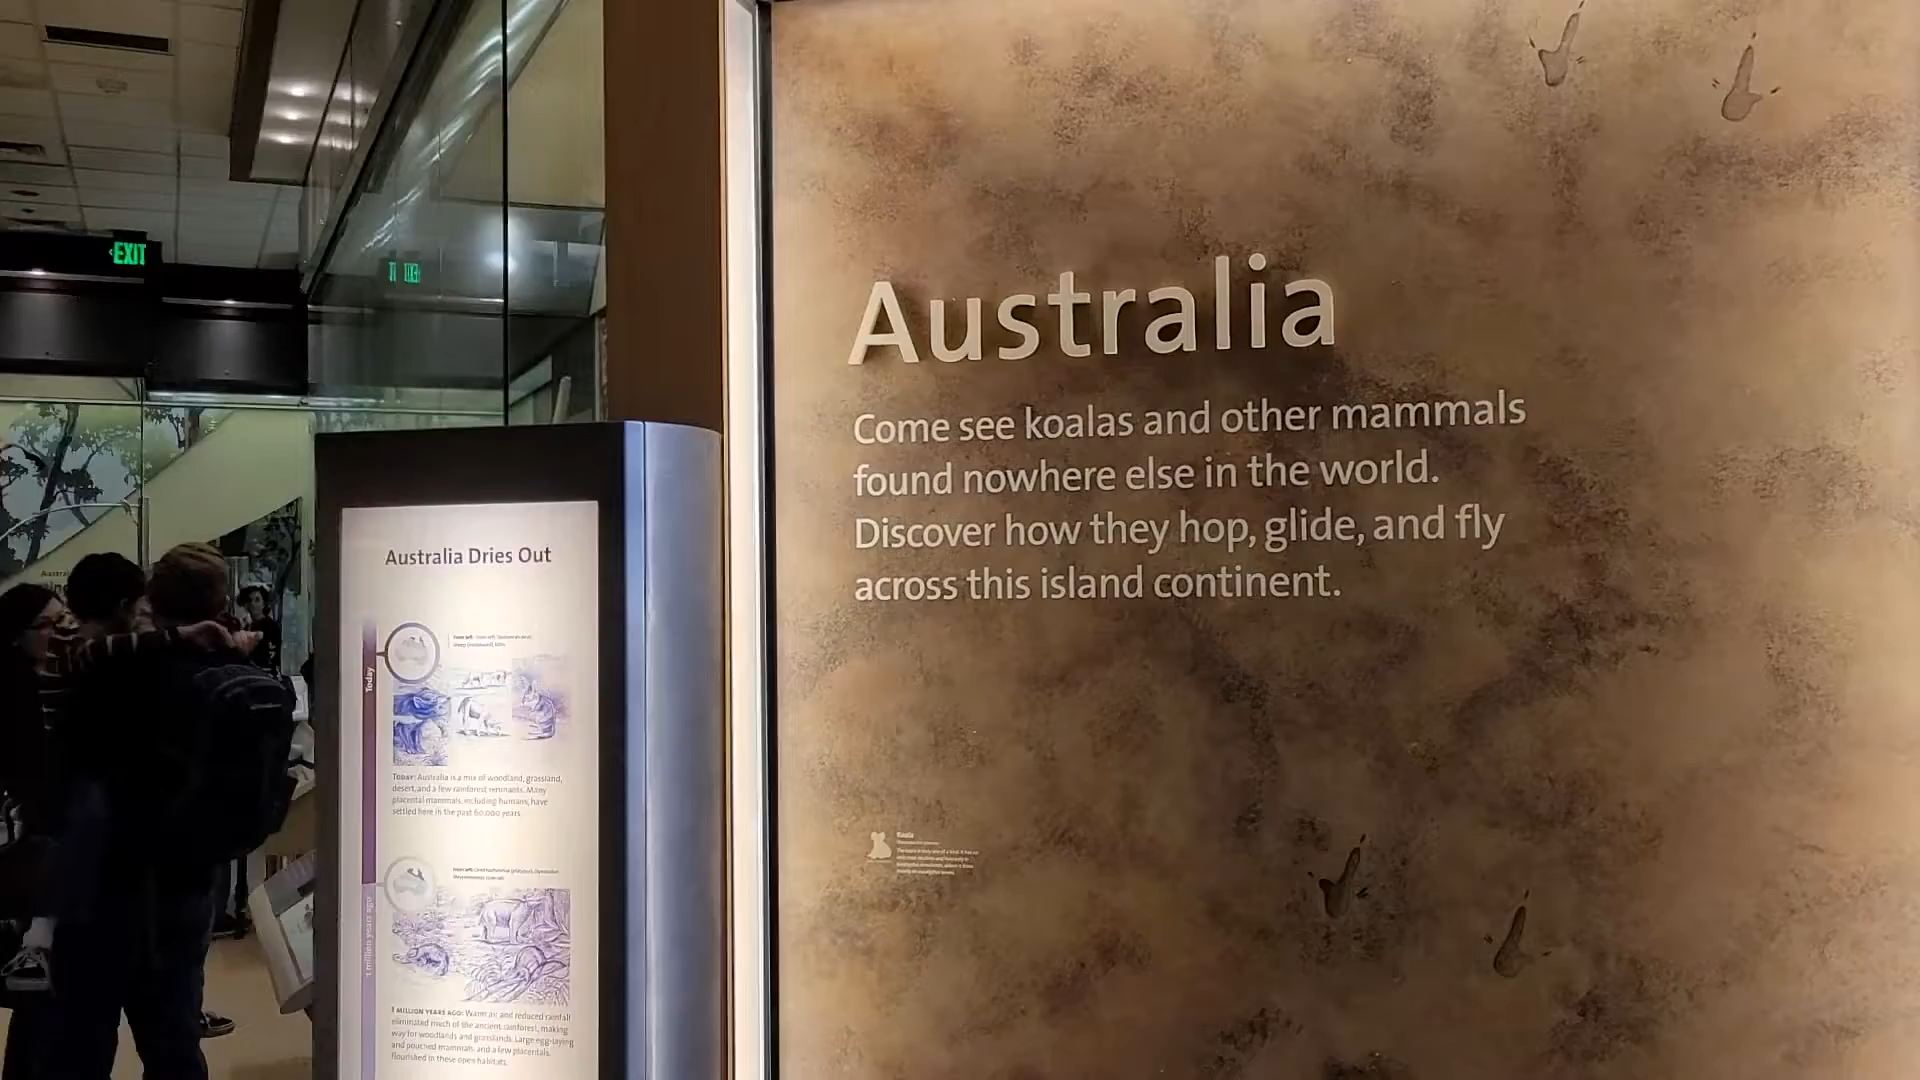 EXIT
Australia
Come see koalas and other mammals
found nowhere else in the world.
Discover how they hop, glide, and fly
across this island continent.
Australia Dries Out
Today
TODAY: Australia is a mix of woodland, grassland,
desert, and a few rainforest remnants. Many
placental mammals, including humans, have
settled here in the past 60,000 years.
1 million years ago
1 MILLION YEARS AGO: Warm air and reduced rainfall
eliminated much of the ancient rainforest, making
way for woodlands and grasslands. Large egg-laying
and pouched mammals, and a few placentals,
flourished in these open habitats.
Koala